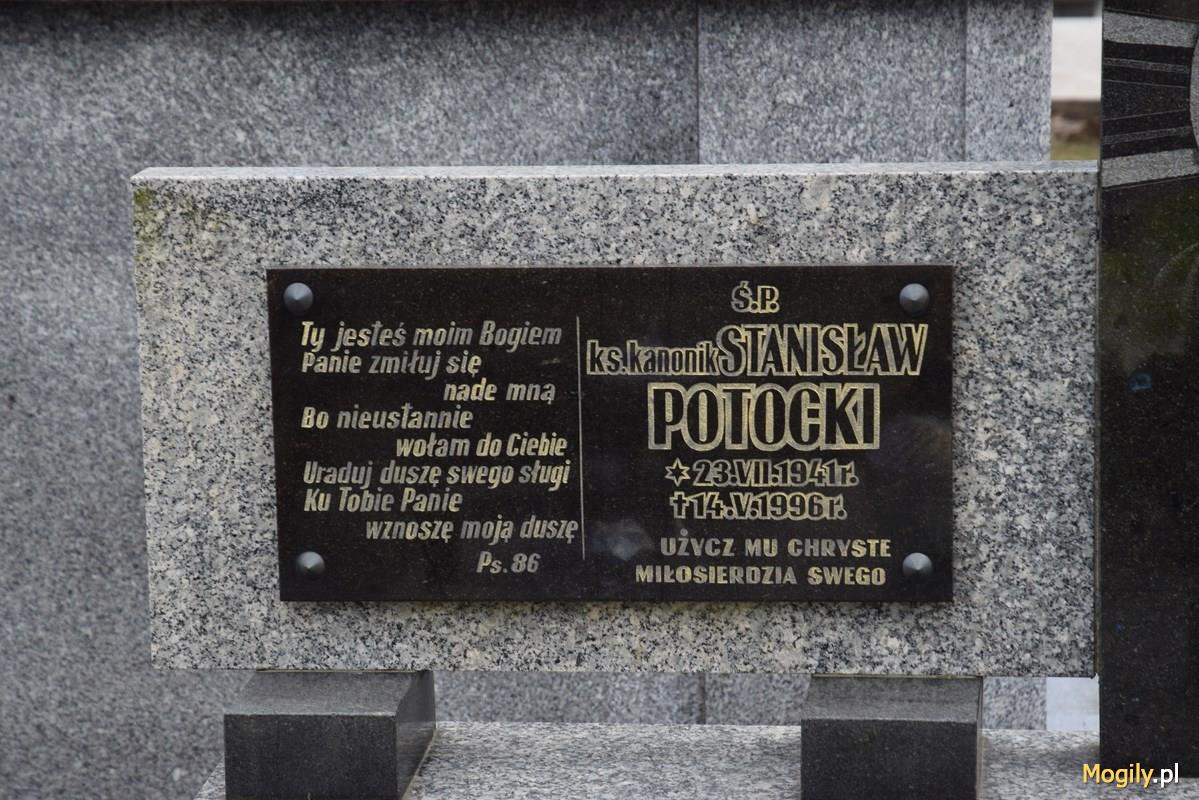 Ty jesteś moim Bogiem
Panie zmiłuj się
nade mną
Bo nieustannie
wołam do Ciebie
Uraduj duszę swego sługi
Ku Tobie Panie
wznoszę moją duszę
Ps. 86
Ś.P.
ks. kanonik STANISŁAW
POTOCKI
✡ 23.VII.1941r.
✝ 14.V.1996r.
UŻYCZ MU CHRYSTE
MIŁOSIERDZIA SWEGO
Mogily.pl